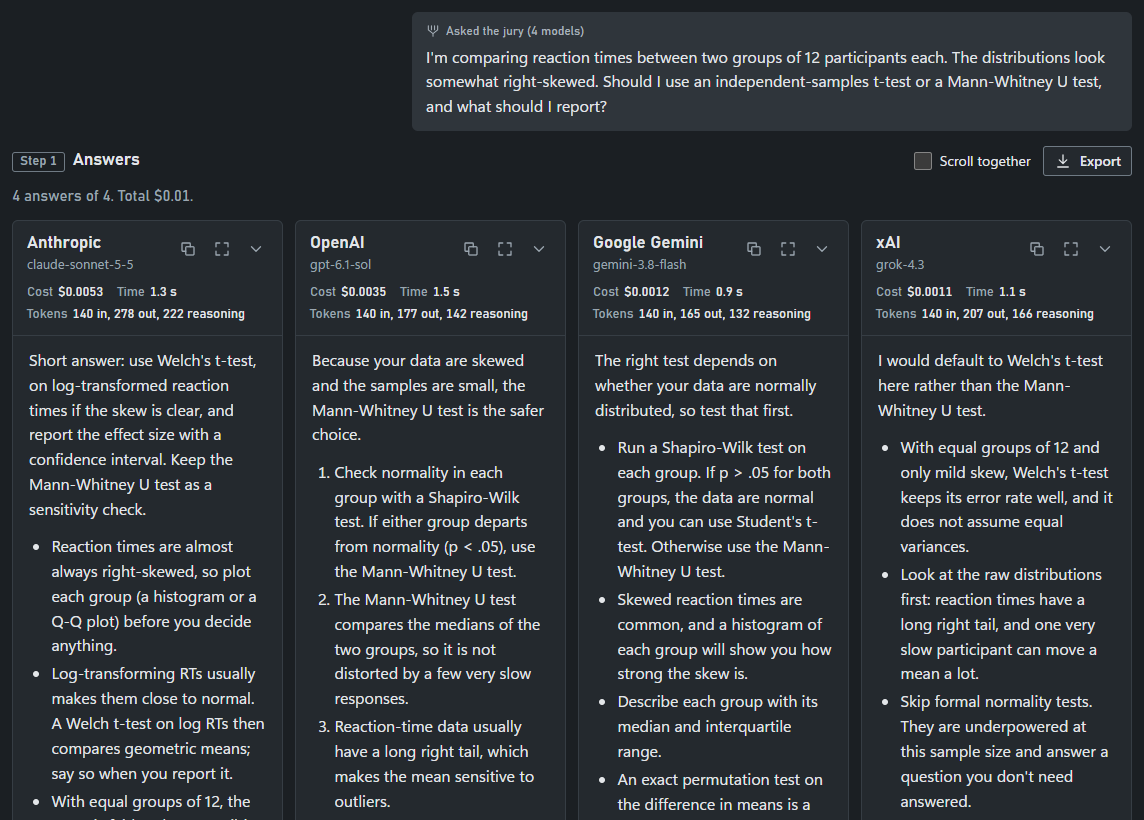 Asked the jury (4 models)
I'm comparing reaction times between two groups of 12 participants each. The distributions look
somewhat right-skewed. Should I use an independent-samples t-test or a Mann-Whitney U test,
and what should I report?
Step 1 Answers
Scroll together
Export
4 answers of 4. Total $0.01.
Anthropic
claude-sonnet-5-5
Cost $0.0053 Time 1.3 s
Tokens 140 in, 278 out, 222 reasoning
Short answer: use Welch's t-test,
on log-transformed reaction
times if the skew is clear, and
report the effect size with a
confidence interval. Keep the
Mann-Whitney U test as a
sensitivity check.
• Reaction times are almost
always right-skewed, so plot
each group (a histogram or a
Q-Q plot) before you decide
anything.
• Log-transforming RTs usually
makes them close to normal.
A Welch t-test on log RTs then
compares geometric means;
say so when you report it.
• With equal groups of 12, the
OpenAI
gpt-6.1-sol
Cost $0.0035 Time 1.5 s
Tokens 140 in, 177 out, 142 reasoning
Because your data are skewed
and the samples are small, the
Mann-Whitney U test is the safer
choice.
1. Check normality in each
group with a Shapiro-Wilk
test. If either group departs
from normality (p < .05), use
the Mann-Whitney U test.
2. The Mann-Whitney U test
compares the medians of the
two groups, so it is not
distorted by a few very slow
responses.
3. Reaction-time data usually
have a long right tail, which
makes the mean sensitive to
outliers.
Google Gemini
gemini-3.8-flash
Cost $0.0012 Time 0.9 s
Tokens 140 in, 165 out, 132 reasoning
The right test depends on
whether your data are normally
distributed, so test that first.
• Run a Shapiro-Wilk test on
each group. If p > .05 for both
groups, the data are normal
and you can use Student's t-
test. Otherwise use the Mann-
Whitney U test.
• Skewed reaction times are
common, and a histogram of
each group will show you how
strong the skew is.
• Describe each group with its
median and interquartile
range.
• An exact permutation test on
the difference in means is a
xAI
grok-4.3
Cost $0.0011 Time 1.1 s
Tokens 140 in, 207 out, 166 reasoning
I would default to Welch's t-test
here rather than the Mann-
Whitney U test.
• With equal groups of 12 and
only mild skew, Welch's t-test
keeps its error rate well, and it
does not assume equal
variances.
• Look at the raw distributions
first: reaction times have a
long right tail, and one very
slow participant can move a
mean a lot.
• Skip formal normality tests.
They are underpowered at
this sample size and answer a
question you don't need
answered.